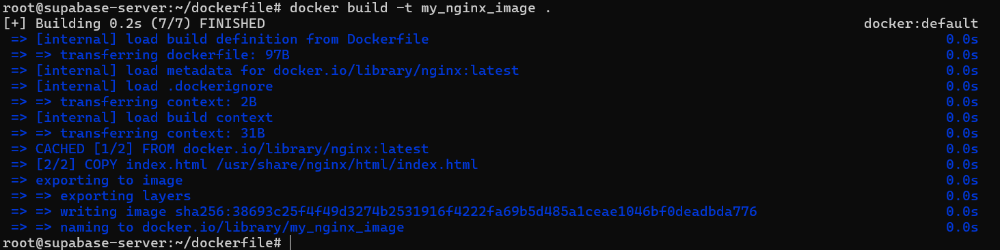 root@supabase-server:~/dockerfile# docker build -t my_nginx_image .
[+] Building 0.2s (7/7) FINISHED docker:default
=> [internal] load build definition from Dockerfile 0.0s
=> => transferring dockerfile: 97B 0.0s
=> [internal] load metadata for docker.io/library/nginx:latest 0.0s
=> [internal] load .dockerignore 0.0s
=> => transferring context: 2B 0.0s
=> [internal] load build context 0.0s
=> => transferring context: 31B 0.0s
=> CACHED [1/2] FROM docker.io/library/nginx:latest 0.0s
=> [2/2] COPY index.html /usr/share/nginx/html/index.html 0.0s
=> exporting to image 0.0s
=> => exporting layers 0.0s
=> => writing image sha256:38693c25f4f49d3274b2531916f4222fa69b5d485a1ceae1046bf0deadbda776 0.0s
=> => naming to docker.io/library/my_nginx_image 0.0s
root@supabase-server:~/dockerfile#